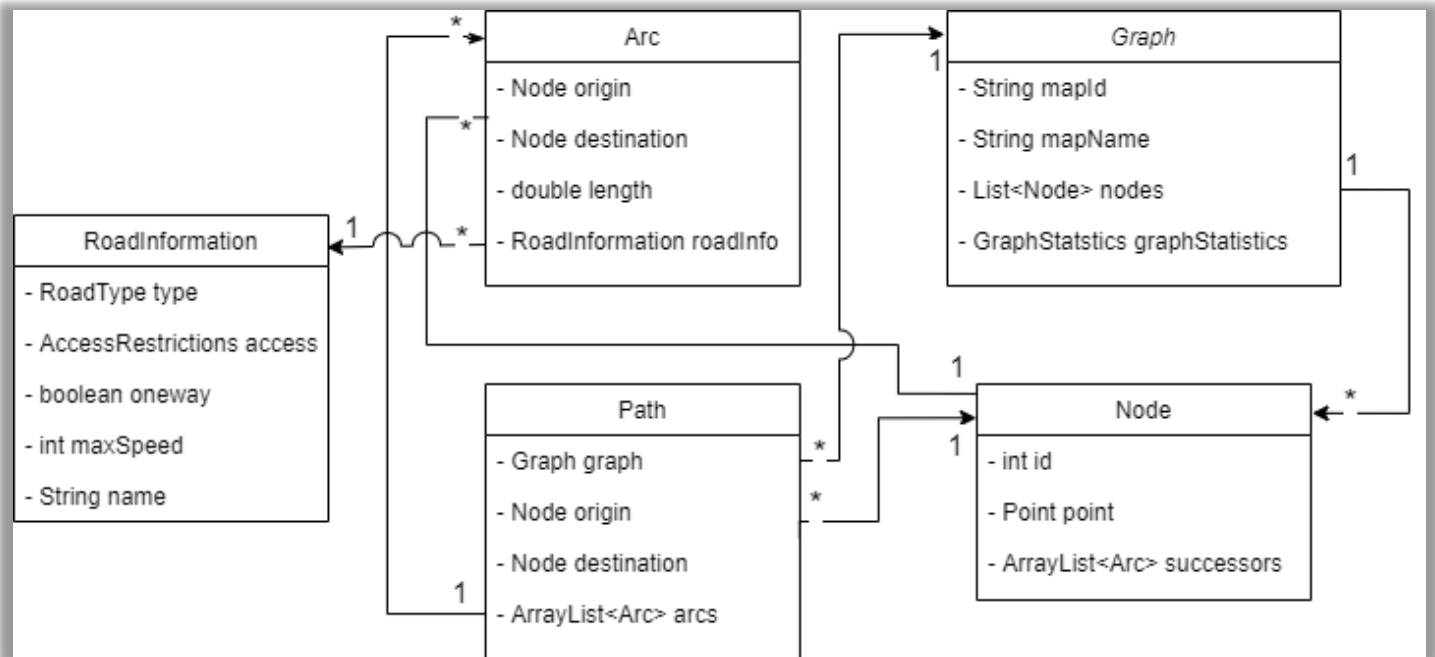 *
Arc
- Node origin
*
- Node destination
- double length
*
- RoadInformation roadInfo
1
Graph
1
- String mapId
- String mapName
- List<Node> nodes
- GraphStatstics graphStatistics
1
*
RoadInformation
- RoadType type
- AccessRestrictions access
- boolean oneway
- int maxSpeed
- String name
Path
- Graph graph
*
- Node origin
*
- Node destination
1
- ArrayList<Arc> arcs
1
Node
1
- int id
- Point point
- ArrayList<Arc> successors